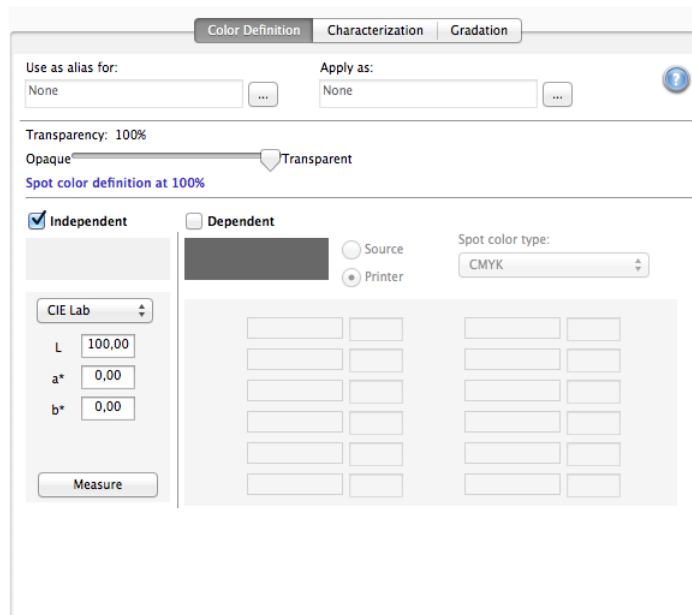 Color Definition Characterization Gradation
Use as alias for: Apply as:
None ... None ... ?
Transparency: 100%
Opaque Transparent
Spot color definition at 100%
Independent Dependent
Source Spot color type:
CMYK
Printer
CIE Lab
L 100,00
a* 0,00
b* 0,00
Measure